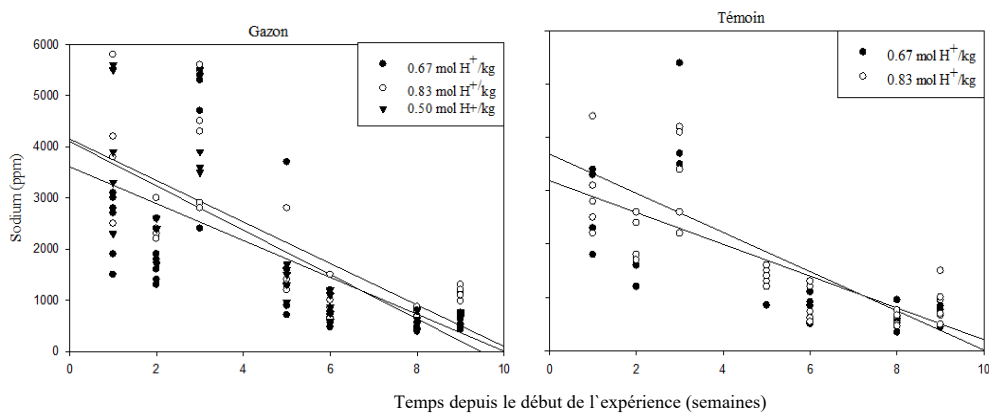 Gazon
Témoin
6000
5000
4000
3000
2000
1000
0
Sodium (ppm)
0.67 mol H+/kg
0.83 mol H+/kg
0.50 mol H+/kg
0.67 mol H+/kg
0.83 mol H+/kg
0 2 4 6 8 10
0 2 4 6 8 10
Temps depuis le début de l`expérience (semaines)